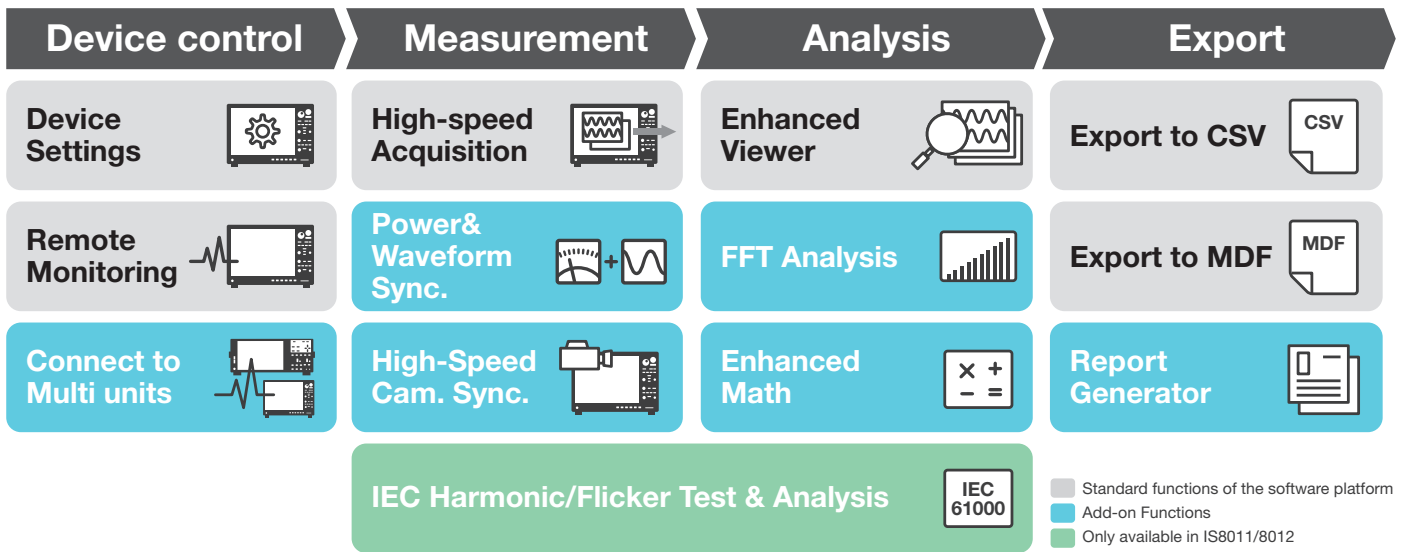 Device control
Measurement
Analysis
Export
Device
Settings
High-speed
Acquisition
Enhanced
Viewer
Export to CSV
CSV
Remote
Monitoring
Power&
Waveform
Sync.
+
FFT Analysis
Export to MDF
MDF
Connect to
Multi units
High-Speed
Cam. Sync.
Enhanced
Math
× +
− =
Report
Generator
IEC Harmonic/Flicker Test & Analysis
IEC
61000
Standard functions of the software platform
Add-on Functions
Only available in IS8011/8012